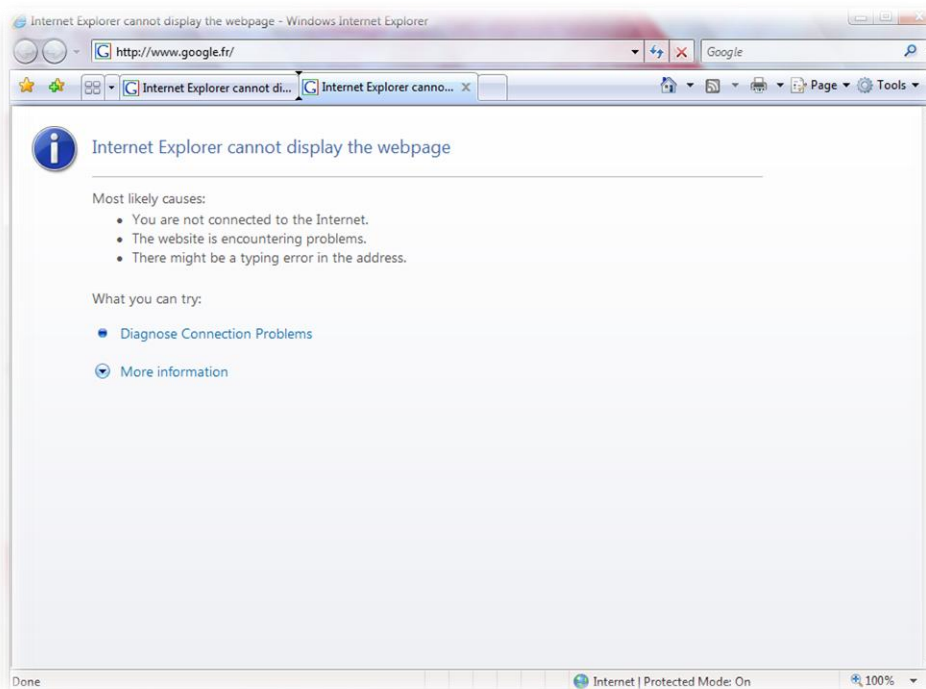 Internet Explorer cannot display the webpage - Windows Internet Explorer
http://www.google.fr/
Google
Internet Explorer cannot di...
Internet Explorer canno...
Page
Tools
Internet Explorer cannot display the webpage
Most likely causes:
• You are not connected to the Internet.
• The website is encountering problems.
• There might be a typing error in the address.
What you can try:
Diagnose Connection Problems
More information
Done
Internet | Protected Mode: On
100%